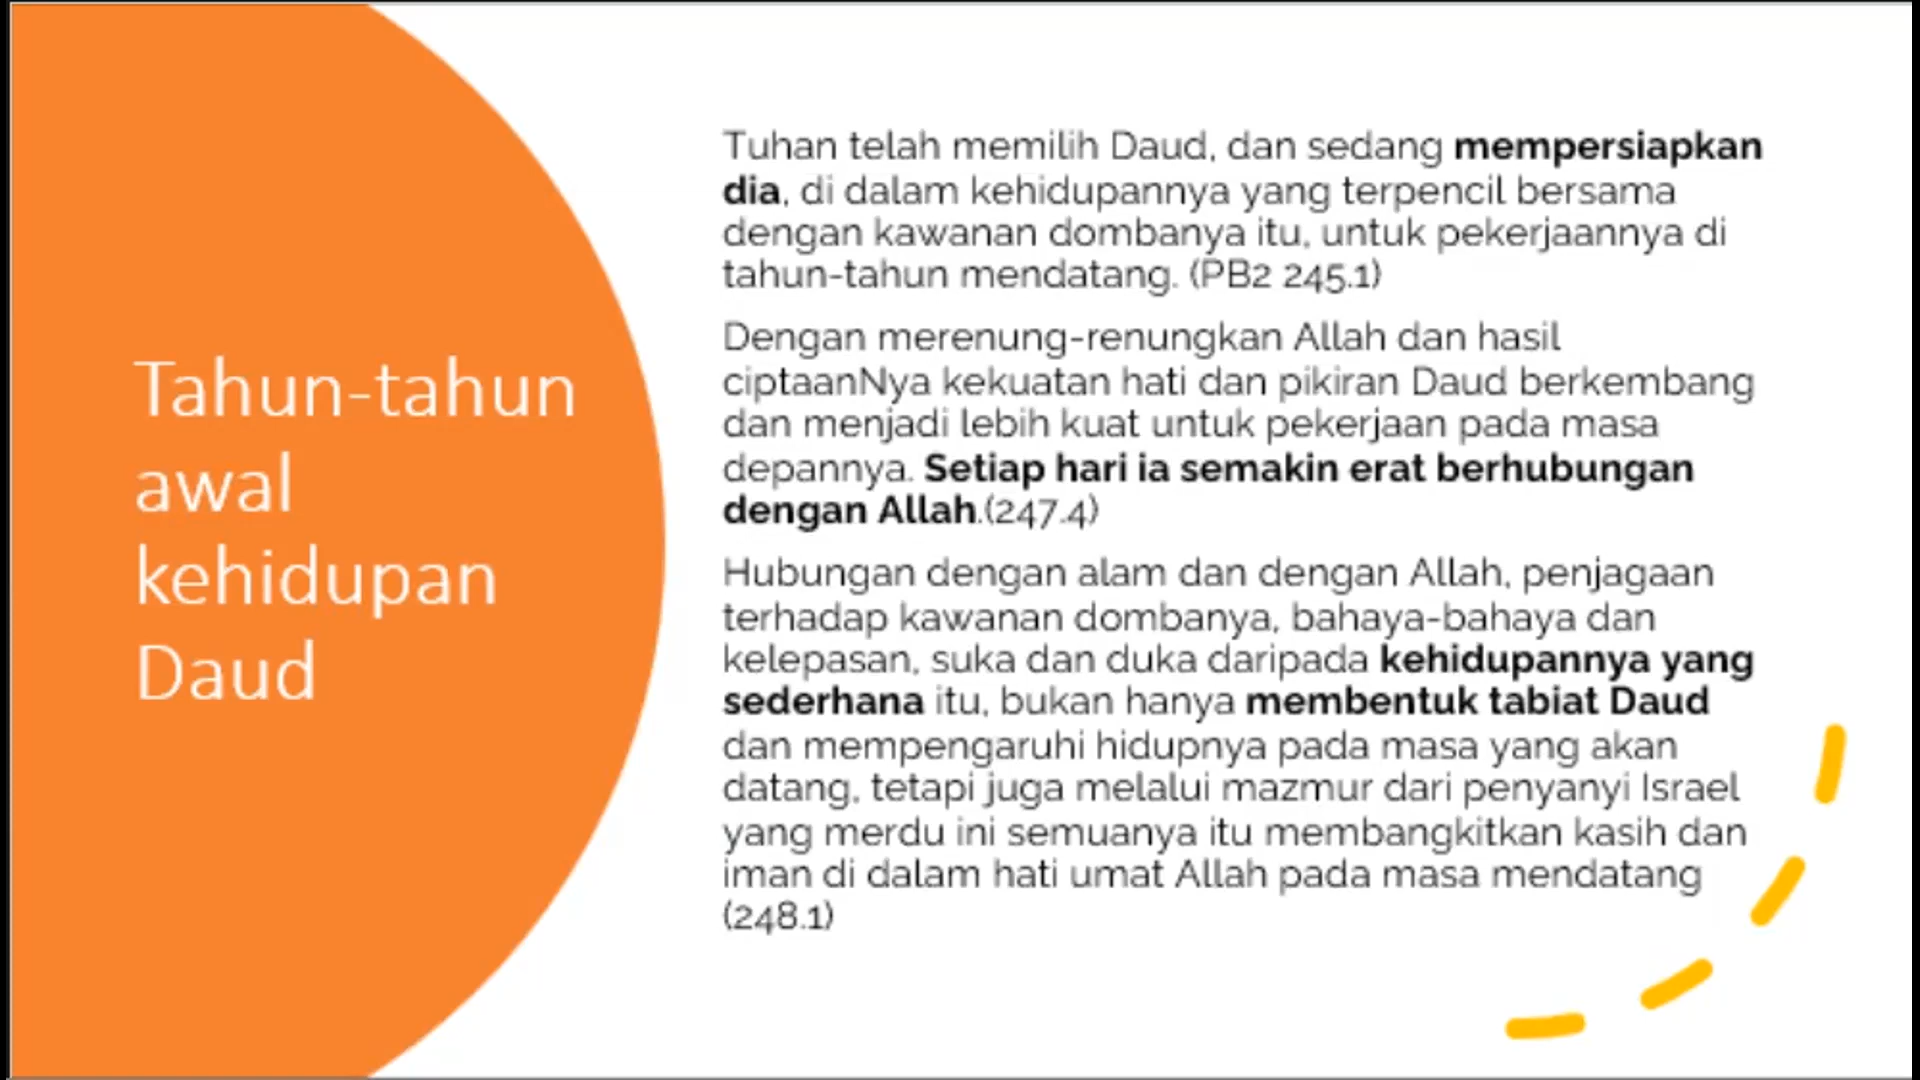 Tahun-tahun
awal
kehidupan
Daud
Tuhan telah memilih Daud, dan sedang mempersiapkan
dia, di dalam kehidupannya yang terpencil bersama
dengan kawanan dombanya itu, untuk pekerjaannya di
tahun-tahun mendatang. (PB2 245.1)
Dengan merenung-renungkan Allah dan hasil
ciptaanNya kekuatan hati dan pikiran Daud berkembang
dan menjadi lebih kuat untuk pekerjaan pada masa
depannya. Setiap hari ia semakin erat berhubungan
dengan Allah.(247.4)
Hubungan dengan alam dan dengan Allah, penjagaan
terhadap kawanan dombanya, bahaya-bahaya dan
kelepasan, suka dan duka daripada kehidupannya yang
sederhana itu, bukan hanya membentuk tabiat Daud
dan mempengaruhi hidupnya pada masa yang akan
datang, tetapi juga melalui mazmur dari penyanyi Israel
yang merdu ini semuanya itu membangkitkan kasih dan
iman di dalam hati umat Allah pada masa mendatang
(248.1)